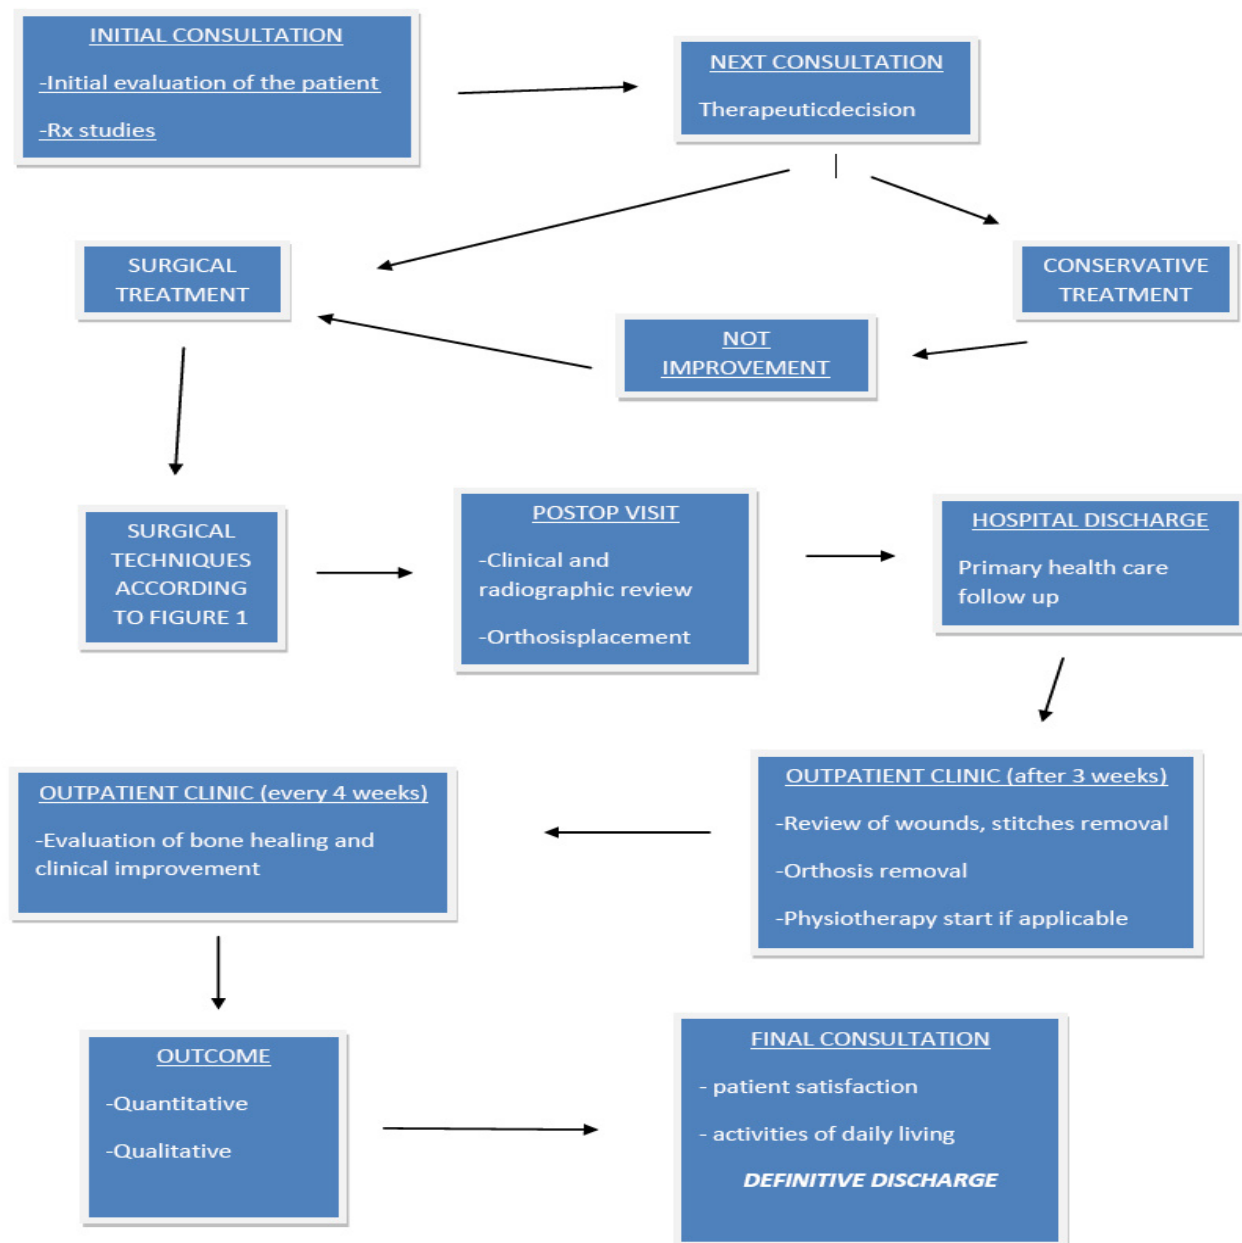 INITIAL CONSULTATION
-Initial evaluation of the patient
-Rx studies
NEXT CONSULTATION
Therapeuticdecision
SURGICAL
TREATMENT
CONSERVATIVE
TREATMENT
NOT
IMPROVEMENT
SURGICAL
TECHNIQUES
ACCORDING
TO FIGURE 1
POSTOP VISIT
-Clinical and
radiographic review
-Orthosisplacement
HOSPITAL DISCHARGE
Primary health care
follow up
OUTPATIENT CLINIC (after 3 weeks)
-Review of wounds, stitches removal
-Orthosis removal
-Physiotherapy start if applicable
OUTPATIENT CLINIC (every 4 weeks)
-Evaluation of bone healing and
clinical improvement
OUTCOME
-Quantitative
-Qualitative
FINAL CONSULTATION
- patient satisfaction
- activities of daily living
DEFINITIVE DISCHARGE